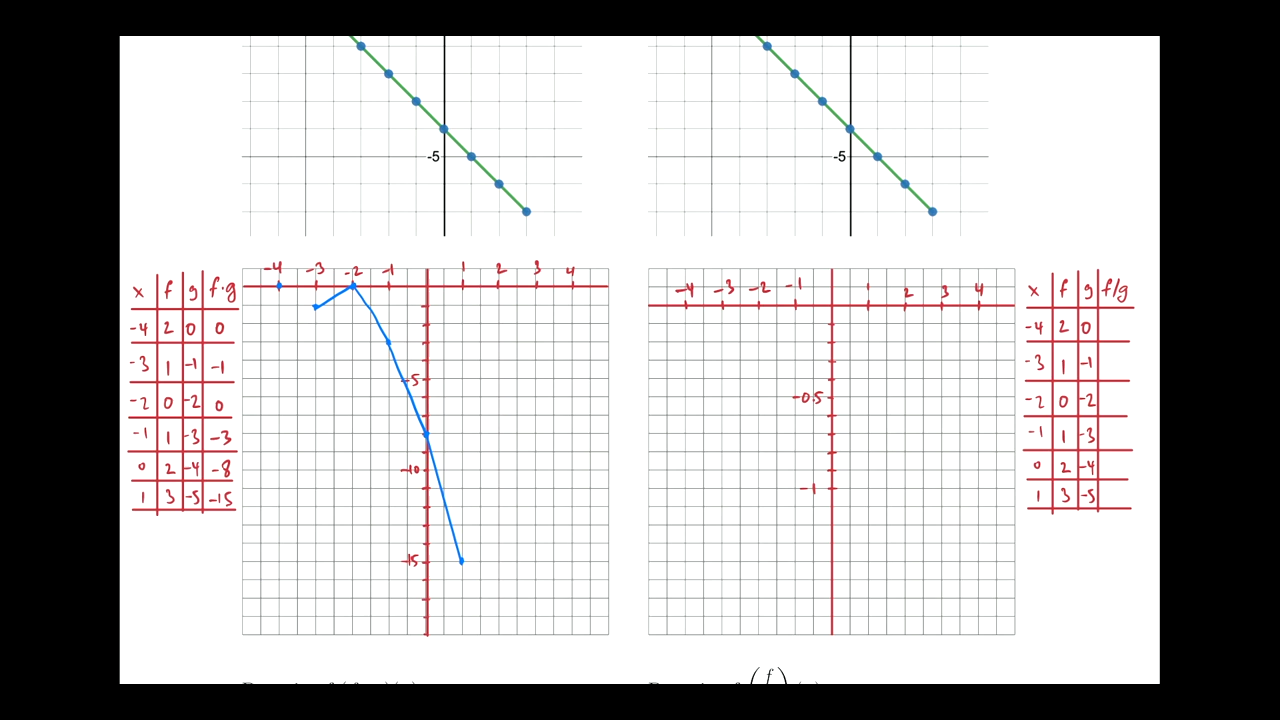 -5
-5
-4 -3 -2 -1 1 2 3 4
-5
-10
-15
x f g f·g
-4 2 0 0
-3 1 -1 -1
-2 0 -2 0
-1 1 -3 -3
0 2 -4 -8
1 3 -5 -15
-4 -3 -2 -1 1 2 3 4
-0.5
-1
x f g f/g
-4 2 0
-3 1 -1
-2 0 -2
-1 1 -3
0 2 -4
1 3 -5